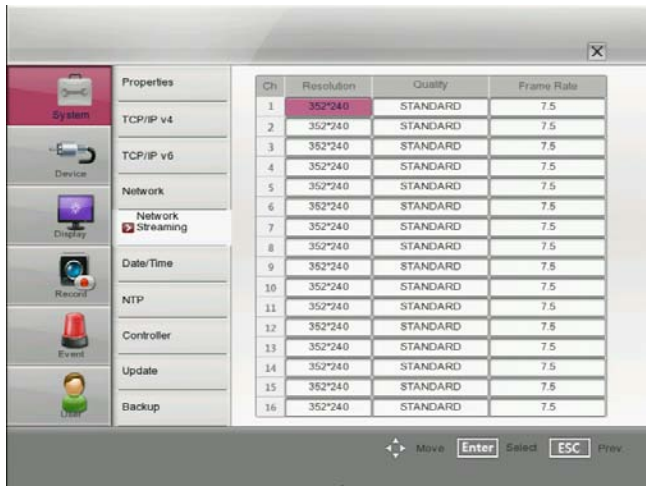 X
System
Device
Display
Record
Event
User
Properties
TCP/IP v4
TCP/IP v6
Network
Network
Streaming
Date/Time
NTP
Controller
Update
Backup
Ch Resolution Quality Frame Rate
1 352*240 STANDARD 7.5
2 352*240 STANDARD 7.5
3 352*240 STANDARD 7.5
4 352*240 STANDARD 7.5
5 352*240 STANDARD 7.5
6 352*240 STANDARD 7.5
7 352*240 STANDARD 7.5
8 352*240 STANDARD 7.5
9 352*240 STANDARD 7.5
10 352*240 STANDARD 7.5
11 352*240 STANDARD 7.5
12 352*240 STANDARD 7.5
13 352*240 STANDARD 7.5
14 352*240 STANDARD 7.5
15 352*240 STANDARD 7.5
16 352*240 STANDARD 7.5
Move Enter Select ESC Prev.